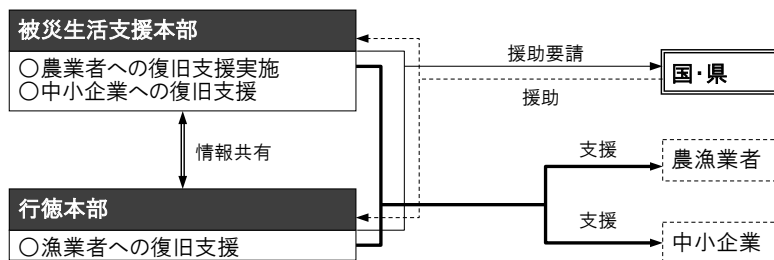 被災生活支援本部
○農業者への復旧支援実施
○中小企業への復旧支援
援助要請
国・県
援助
情報共有
支援
農漁業者
行徳本部
○漁業者への復旧支援
支援
中小企業